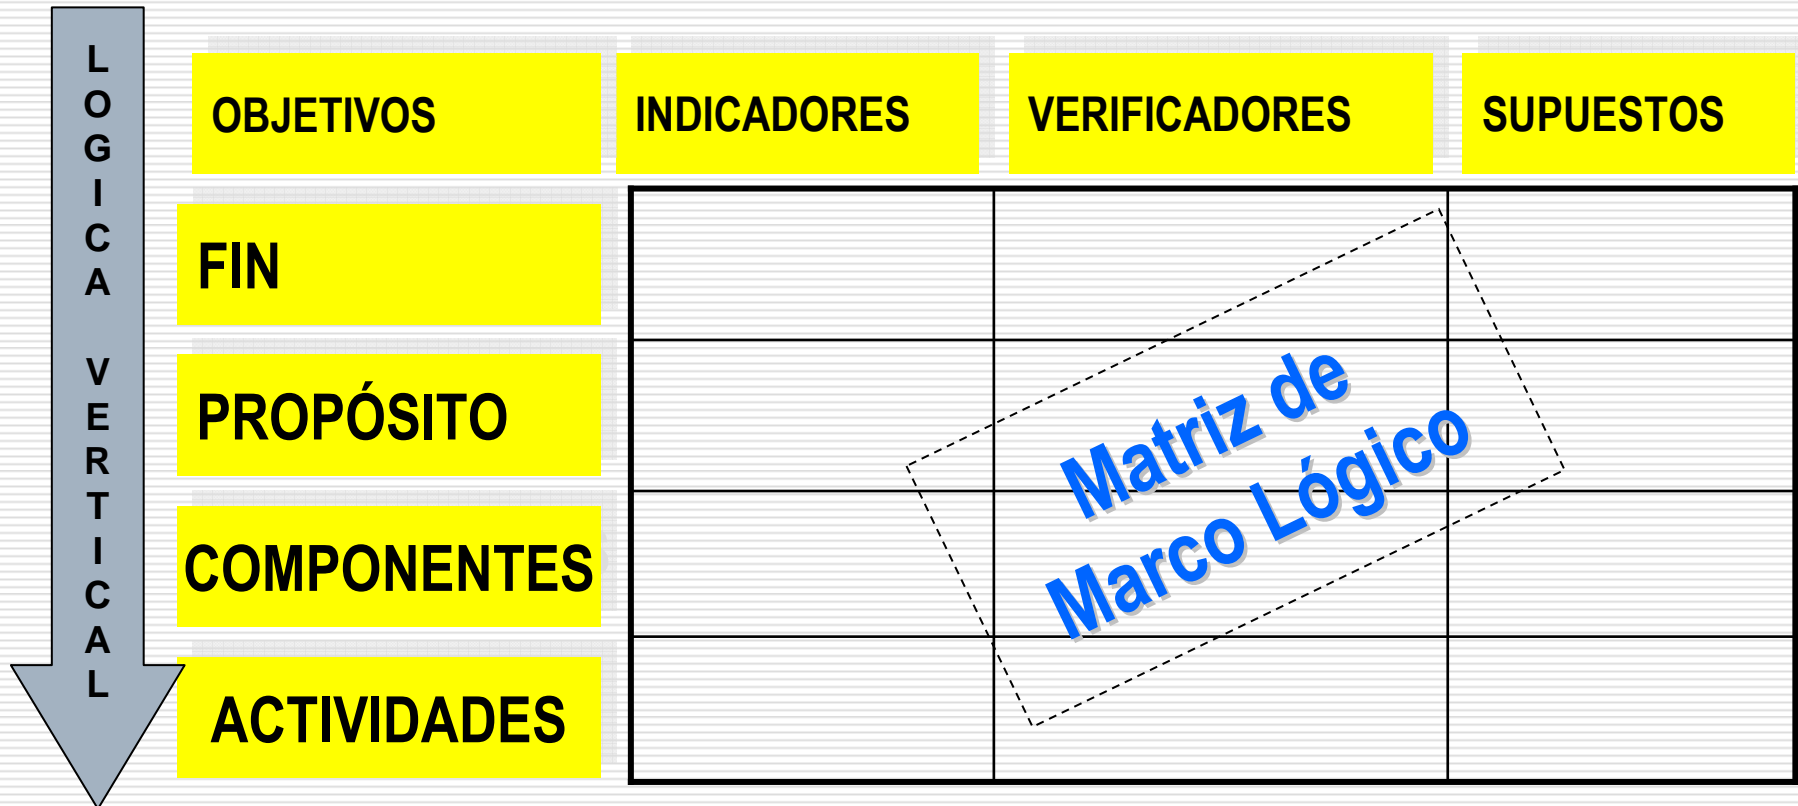 LOGICA VERTICAL
OBJETIVOS
INDICADORES
VERIFICADORES
SUPUESTOS
FIN
PROPÓSITO
COMPONENTES
ACTIVIDADES
Matriz de
Marco Lógico